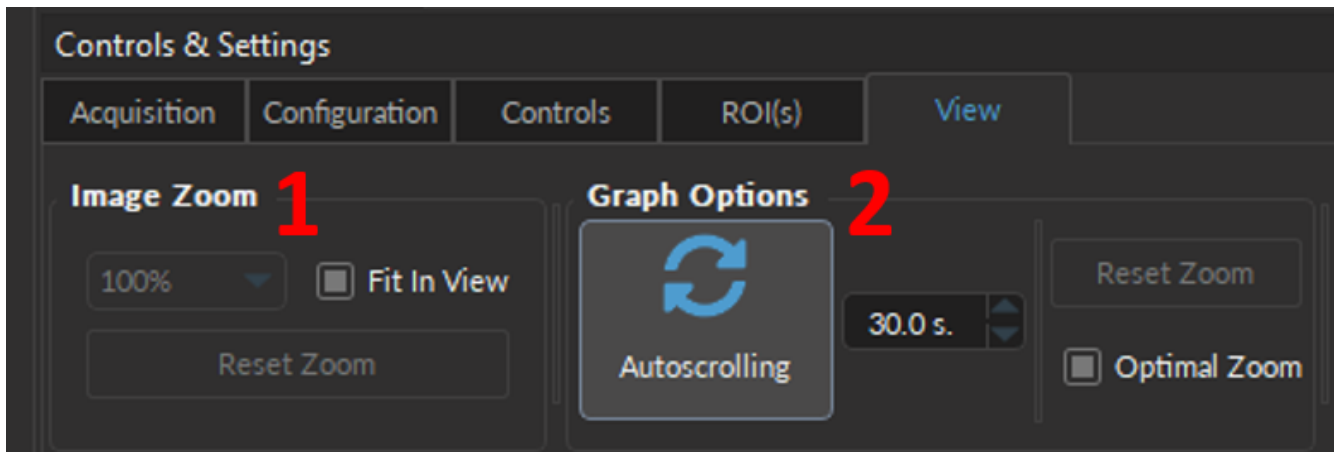 Controls & Settings
Acquisition Configuration Controls ROI(s) View
Image Zoom 1 Graph Options 2
100% Fit In View
Reset Zoom
Autoscrolling
30.0 s.
Reset Zoom
Optimal Zoom